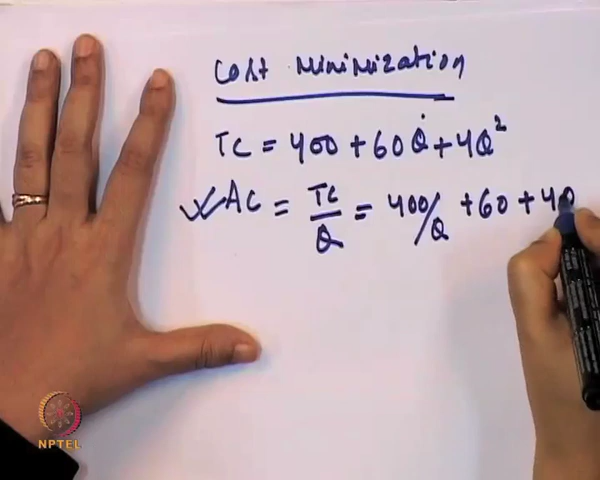 Cost Minimization
TC = 400 + 60Q + 4Q²
AC = TC/Q = 400/Q + 60 + 4Q
NPTEL